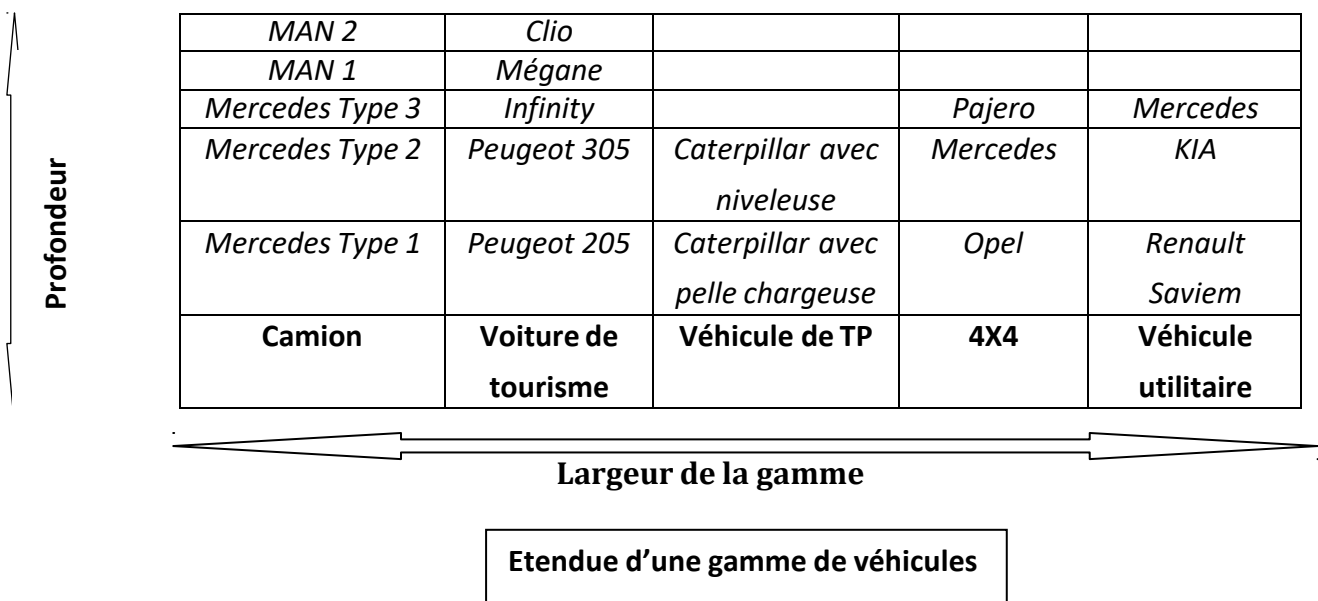 Profondeur
MAN 2 Clio
MAN 1 Mégane
Mercedes Type 3 Infinity Pajero Mercedes
Mercedes Type 2 Peugeot 305 Caterpillar avec Mercedes KIA
niveleuse
Mercedes Type 1 Peugeot 205 Caterpillar avec Opel Renault
pelle chargeuse Saviem
Camion Voiture de Véhicule de TP 4X4 Véhicule
tourisme utilitaire
Largeur de la gamme
Etendue d’une gamme de véhicules